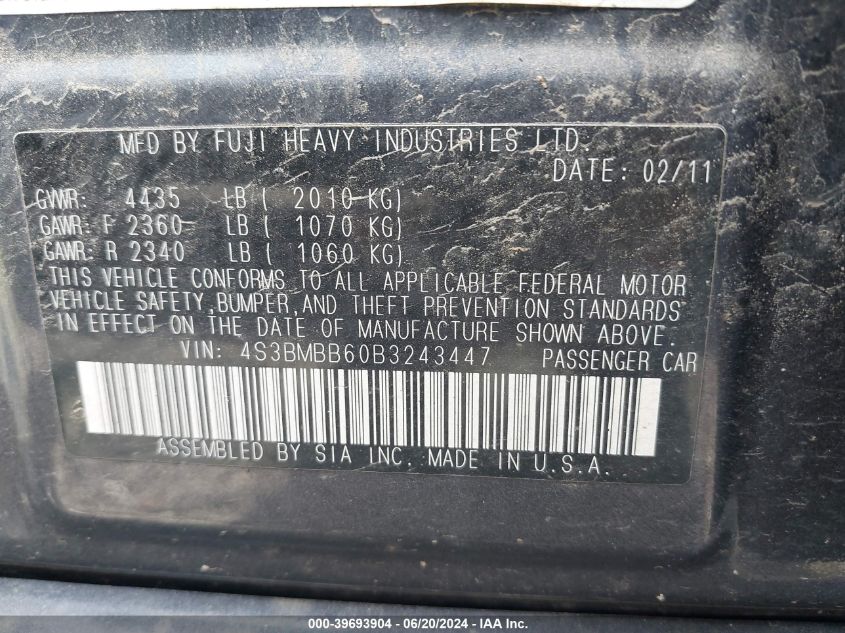 MFD BY FUJI HEAVY INDUSTRIES LTD.
DATE: 02/11
GVWR: 4435 LB ( 2010 KG)
GAWR: F 2360 LB ( 1070 KG)
GAWR: R 2340 LB ( 1060 KG)
THIS VEHICLE CONFORMS TO ALL APPLICABLE FEDERAL MOTOR
VEHICLE SAFETY, BUMPER, AND THEFT PREVENTION STANDARDS
IN EFFECT ON THE DATE OF MANUFACTURE SHOWN ABOVE.
VIN: 4S3BMBB60B3243447 PASSENGER CAR
ASSEMBLED BY SIA INC. MADE IN U.S.A.
000-39693904 - 06/20/2024 - IAAI.com